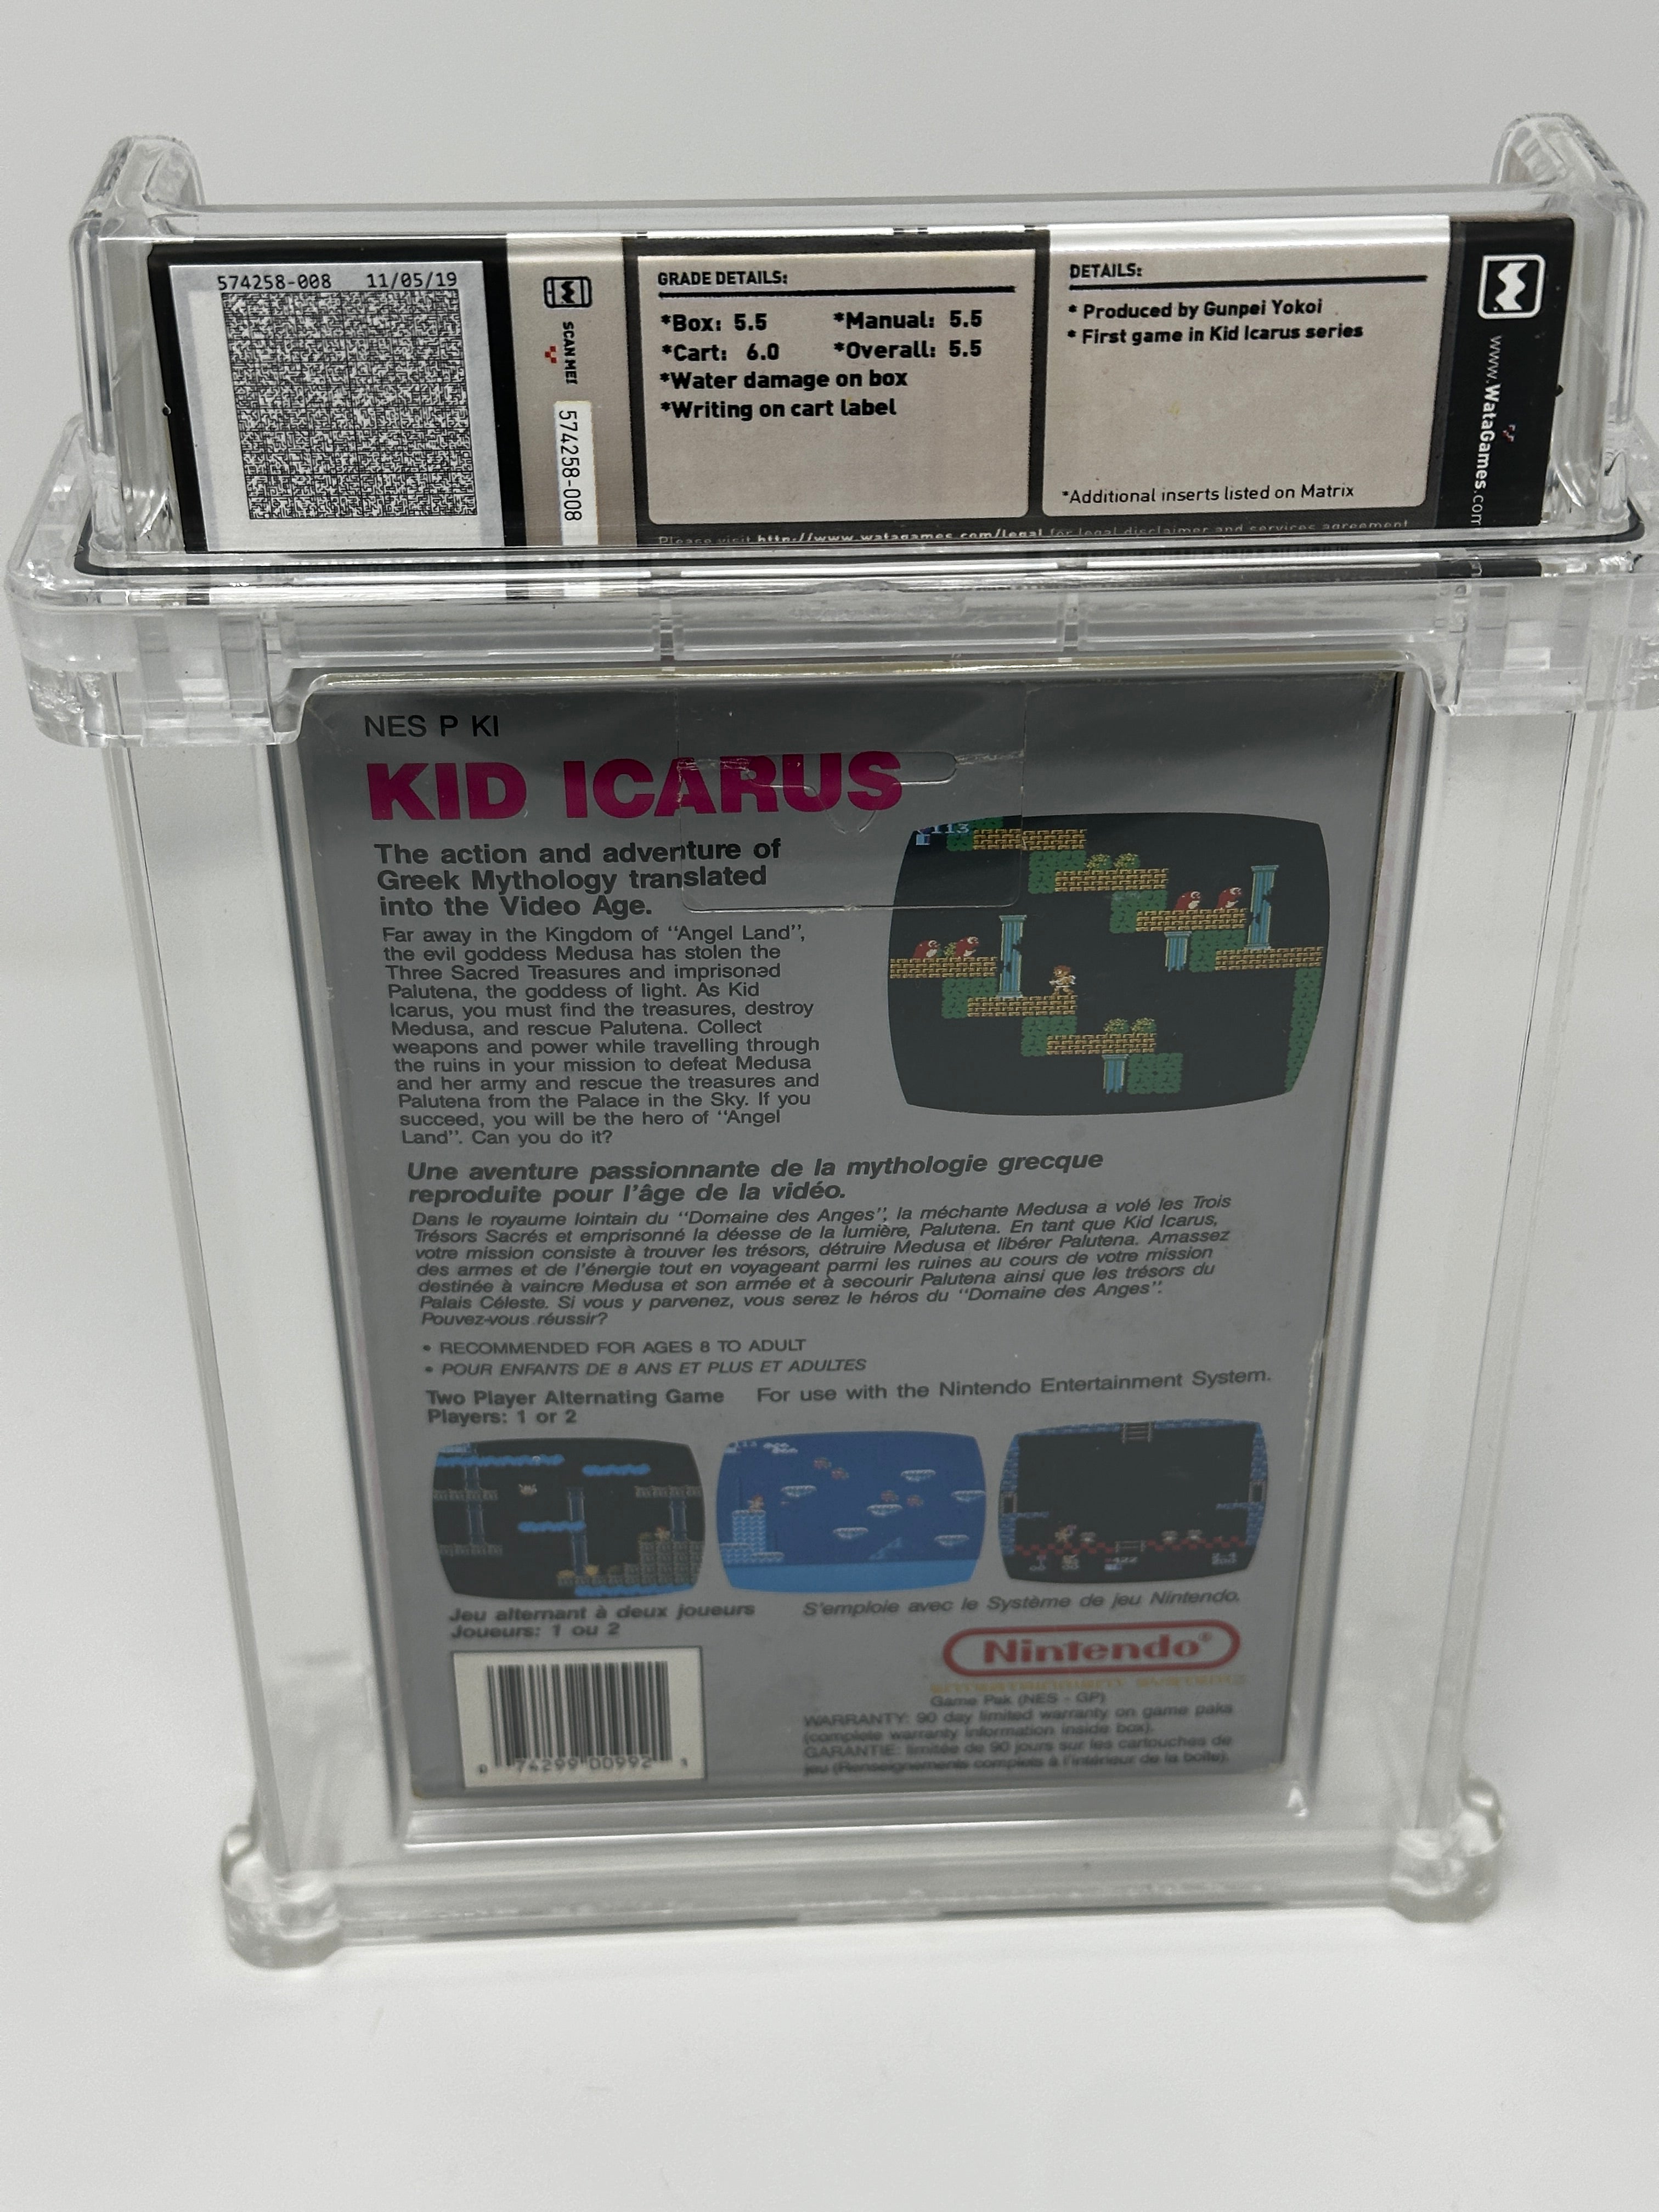 574258-008 11/05/19
SCAN ME!
574258-008
GRADE DETAILS:
*Box: 5.5 *Manual: 5.5
*Cart: 6.0 *Overall: 5.5
*Water damage on box
*Writing on cart label
DETAILS:
* Produced by Gunpei Yokoi
* First game in Kid Icarus series
*Additional inserts listed on Matrix
www.WataGames.com
Please visit http://www.watagames.com/legal for legal disclaimer and services agreement
NES P KI
KID ICARUS
The action and adventure of
Greek Mythology translated
into the Video Age.
Far away in the Kingdom of "Angel Land",
the evil goddess Medusa has stolen the
Three Sacred Treasures and imprisoned
Palutena, the goddess of light. As Kid
Icarus, you must find the treasures, destroy
Medusa, and rescue Palutena. Collect
weapons and power while travelling through
the ruins in your mission to defeat Medusa
and her army and rescue the treasures and
Palutena from the Palace in the Sky. If you
succeed, you will be the hero of "Angel
Land". Can you do it?
113
Une aventure passionnante de la mythologie grecque
reproduite pour l'âge de la vidéo.
Dans le royaume lointain du "Domaine des Anges", la méchante Medusa a volé les Trois
Trésors Sacrés et emprisonné la déesse de la lumière, Palutena. En tant que Kid Icarus,
votre mission consiste à trouver les trésors, détruire Medusa et libérer Palutena. Amassez
des armes et de l'énergie tout en voyageant parmi les ruines au cours de votre mission
destinée à vaincre Medusa et son armée et à secourir Palutena ainsi que les trésors du
Palais Céleste. Si vous y parvenez, vous serez le héros du "Domaine des Anges".
Pouvez-vous réussir?
• RECOMMENDED FOR AGES 8 TO ADULT
• POUR ENFANTS DE 8 ANS ET PLUS ET ADULTES
Two Player Alternating Game For use with the Nintendo Entertainment System.
Players: 1 or 2
Jeu alternant à deux joueurs S'emploie avec le Système de jeu Nintendo.
Joueurs: 1 ou 2
Nintendo®
ENTERTAINMENT SYSTEM
Game Pak (NES - GP)
WARRANTY: 90 day limited warranty on game paks
(complete warranty information inside box).
GARANTIE: limitée de 90 jours sur les cartouches de
jeu (Renseignements complets à l'intérieur de la boîte).
0 74299 00992 1